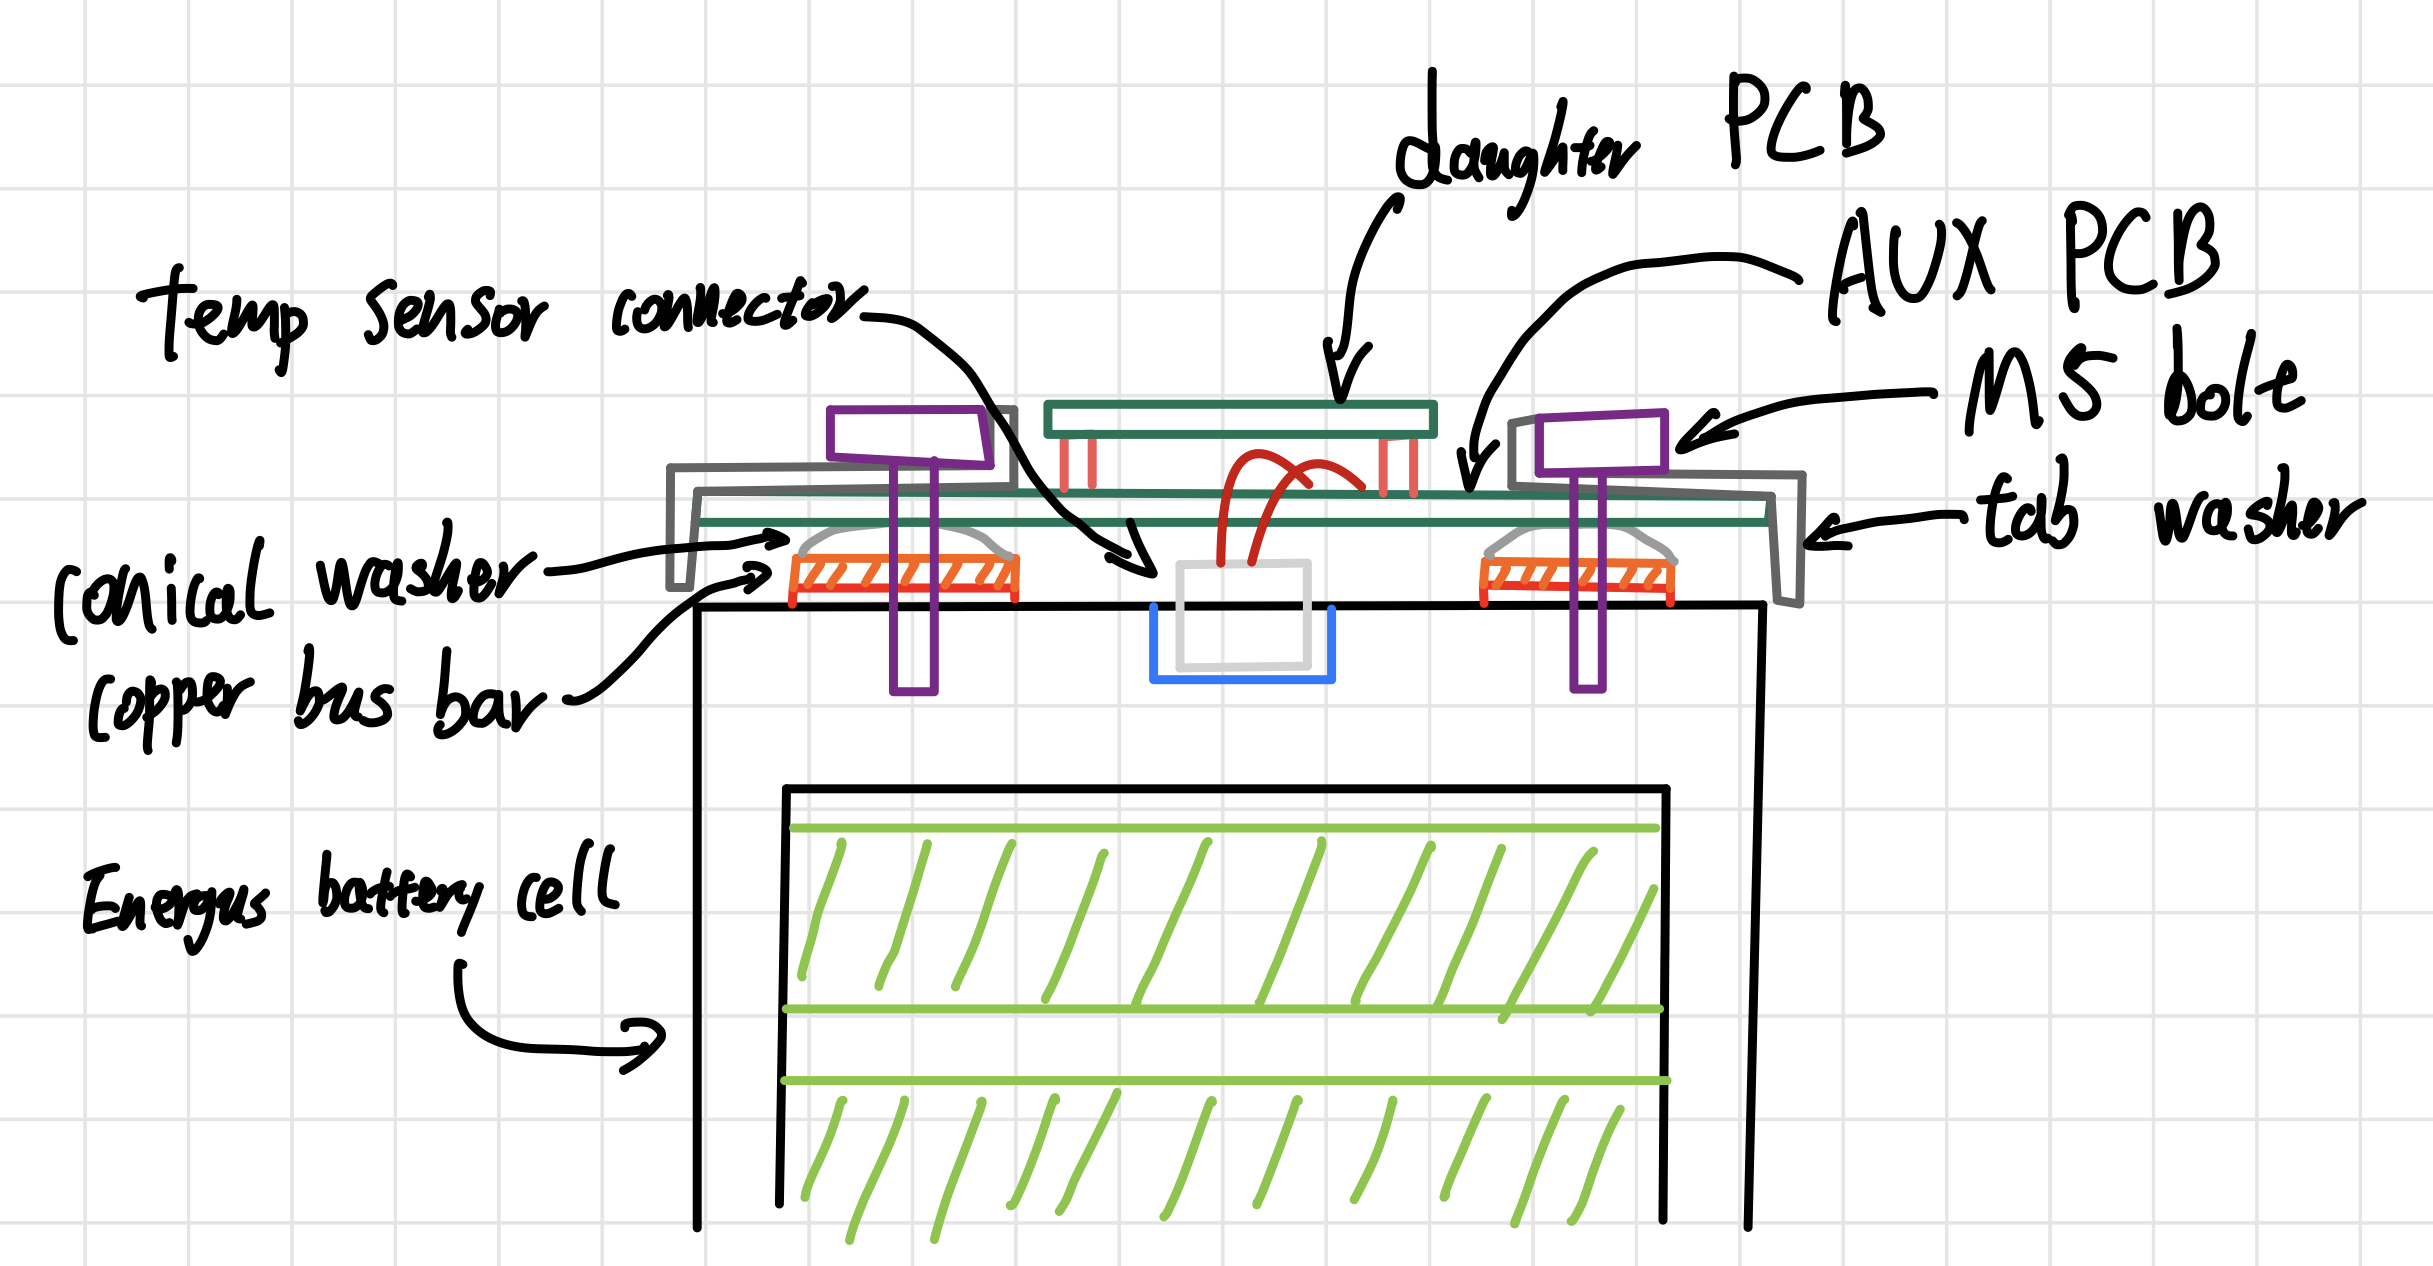 daughter PCB
AUX PCB
temp sensor connector
M5 bolt
tab washer
conical washer
copper bus bar
Energus battery cell